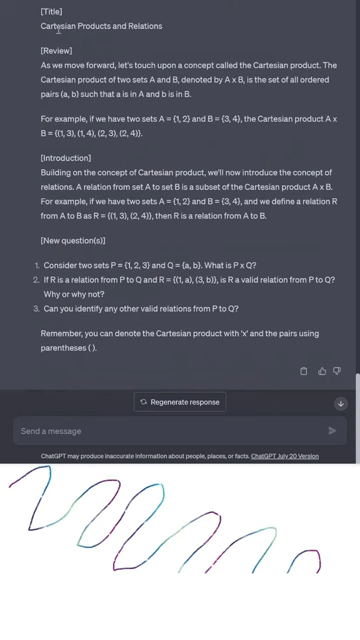 [Title]
Cartesian Products and Relations
[Review]
As we move forward, let's touch upon a concept called the Cartesian product. The
Cartesian product of two sets A and B, denoted by A x B, is the set of all ordered
pairs (a, b) such that a is in A and b is in B.
For example, if we have two sets A = {1, 2} and B = {3, 4}, the Cartesian product A x
B = {(1, 3), (1, 4), (2, 3), (2, 4)}.
[Introduction]
Building on the concept of Cartesian product, we'll now introduce the concept of
relations. A relation from set A to set B is a subset of the Cartesian product A x B.
For example, if we have two sets A = {1, 2} and B = {3, 4}, and we define a relation R
from A to B as R = {(1, 3), (2, 4)}, then R is a relation from A to B.
[New question(s)]
1. Consider two sets P = {1, 2, 3} and Q = {a, b}. What is P x Q?
2. If R is a relation from P to Q and R = {(1, a), (3, b)}, is R a valid relation from P to Q?
Why or why not?
3. Can you identify any other valid relations from P to Q?
Remember, you can denote the Cartesian product with 'x' and the pairs using
parentheses ( ).
Regenerate response
Send a message
ChatGPT may produce inaccurate information about people, places, or facts. ChatGPT July 20 Version